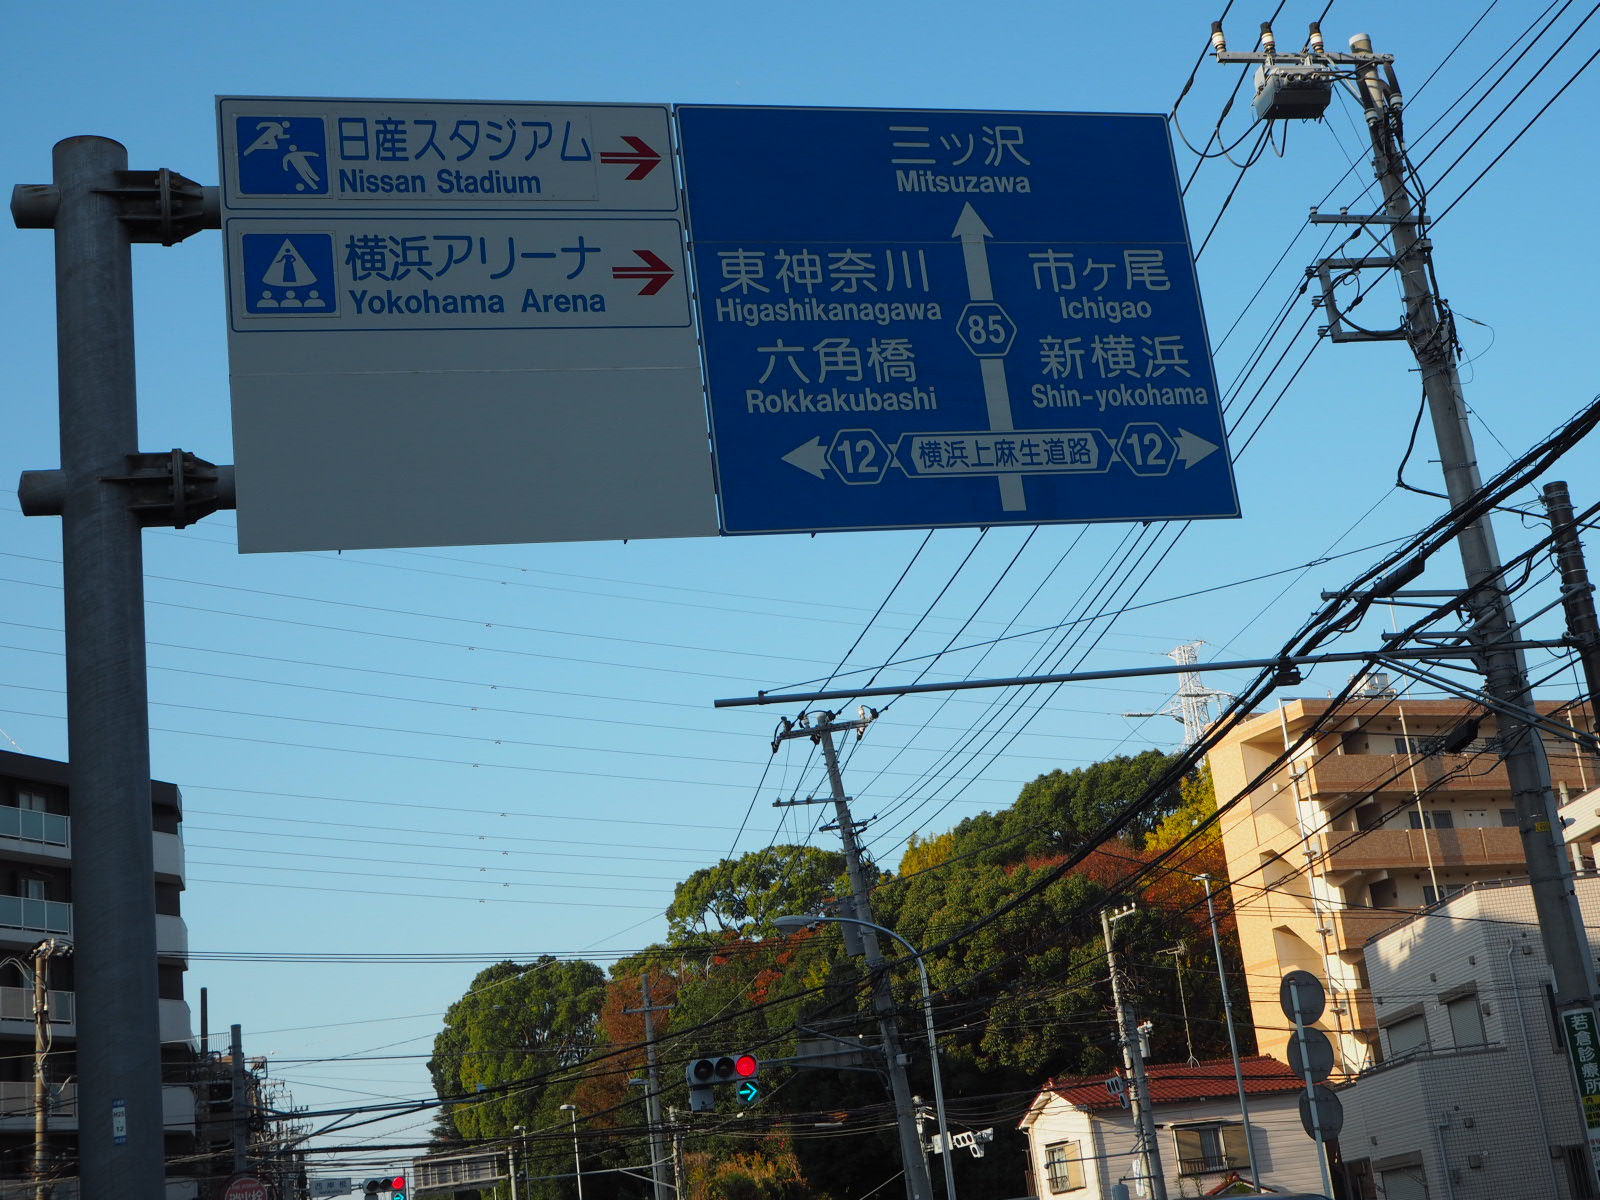 日産スタジアム
Nissan Stadium
横浜アリーナ
Yokohama Arena
三ッ沢
Mitsuzawa
東神奈川
Higashikanagawa
六角橋
Rokkakubashi
市ヶ尾
Ichigao
新横浜
Shin-yokohama
85
12
横浜上麻生道路
12
若倉診療所